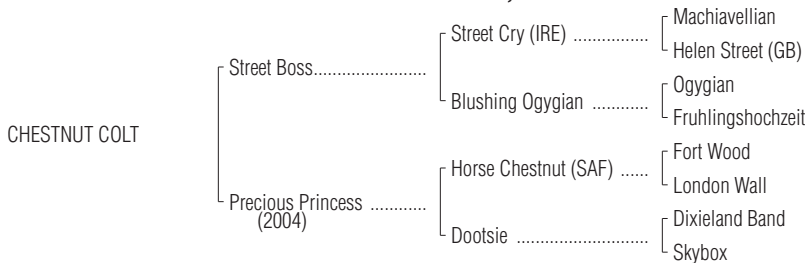 Machiavellian
Street Cry (IRE) ................
Helen Street (GB)
Street Boss........................
Ogygian
Blushing Ogygian ............
Fruhlingshochzeit
CHESTNUT COLT
Fort Wood
Horse Chestnut (SAF) ......
London Wall
Precious Princess ............
(2004)
Dixieland Band
Dootsie ............................
Skybox